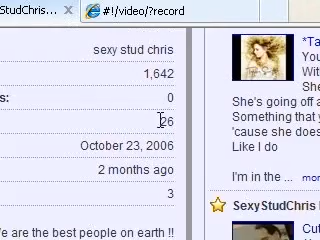 StudChris...
#!/video/?record
sexy stud chris
1,642
s: 0
26
October 23, 2006
2 months ago
3
e are the best people on earth !!
"Ta
You
Wit
She
She's going off a
Something that y
'cause she does
Like I do
I'm in the ... mor
SexyStudChris
Cut